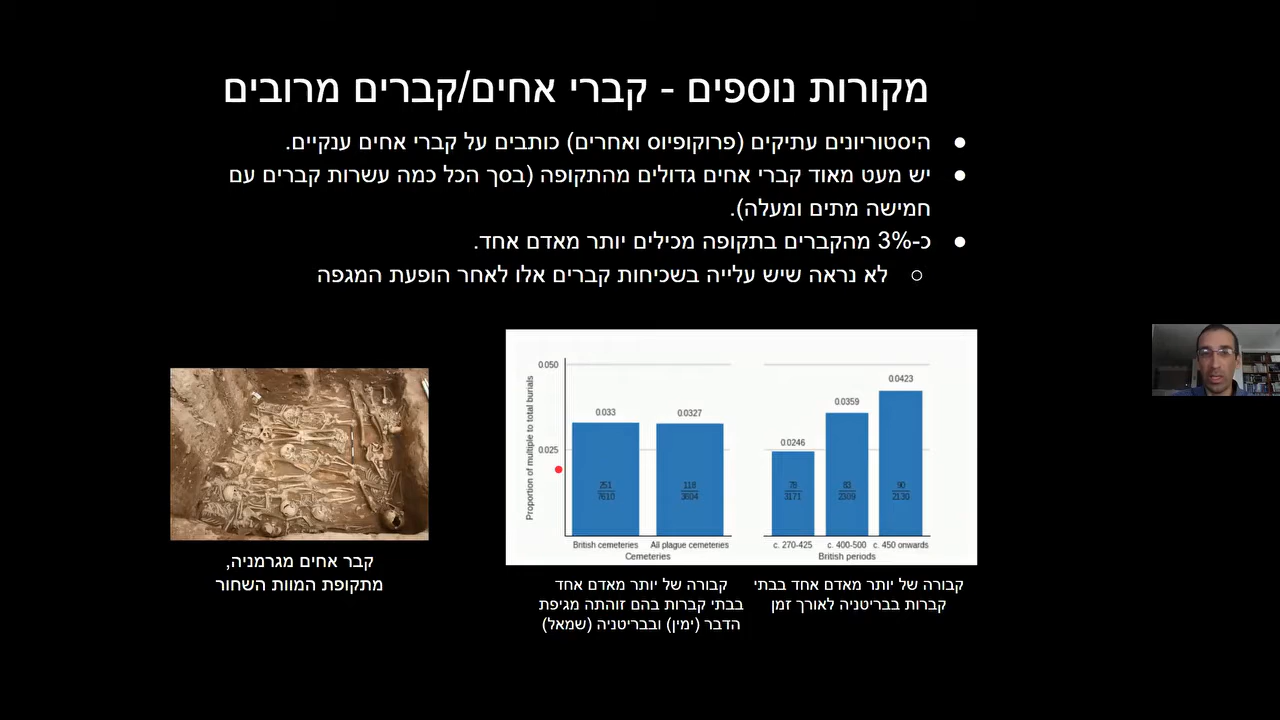 מקורות נוספים - קברי אחים/קברים מרובים
● היסטוריונים עתיקים (פרוקופיוס ואחרים) כותבים על קברי אחים ענקיים.
● יש מעט מאוד קברי אחים גדולים מהתקופה (בסך הכל כמה עשרות קברים עם
חמישה מתים ומעלה).
● כ-3% מהקברים בתקופה מכילים יותר מאדם אחד.
○ לא נראה שיש עלייה בשכיחות קברים אלו לאחר הופעת המגפה
Proportion of multiple to total burials
0.050
0.025
0.033
0.0327
251
7610
118
3604
British cemeteries
All plague cemeteries
Cemeteries
0.0246
0.0359
0.0423
78
3171
83
2309
90
2130
c. 270-425
c. 400-500
c. 450 onwards
British periods
קבורה של יותר מאדם אחד בבתי
קברות בבריטניה לאורך זמן
קבורה של יותר מאדם אחד
בבתי קברות בהם זוהתה מגיפת
הדבר (ימין) ובבריטניה (שמאל)
קבר אחים מגרמניה,
מתקופת המוות השחור